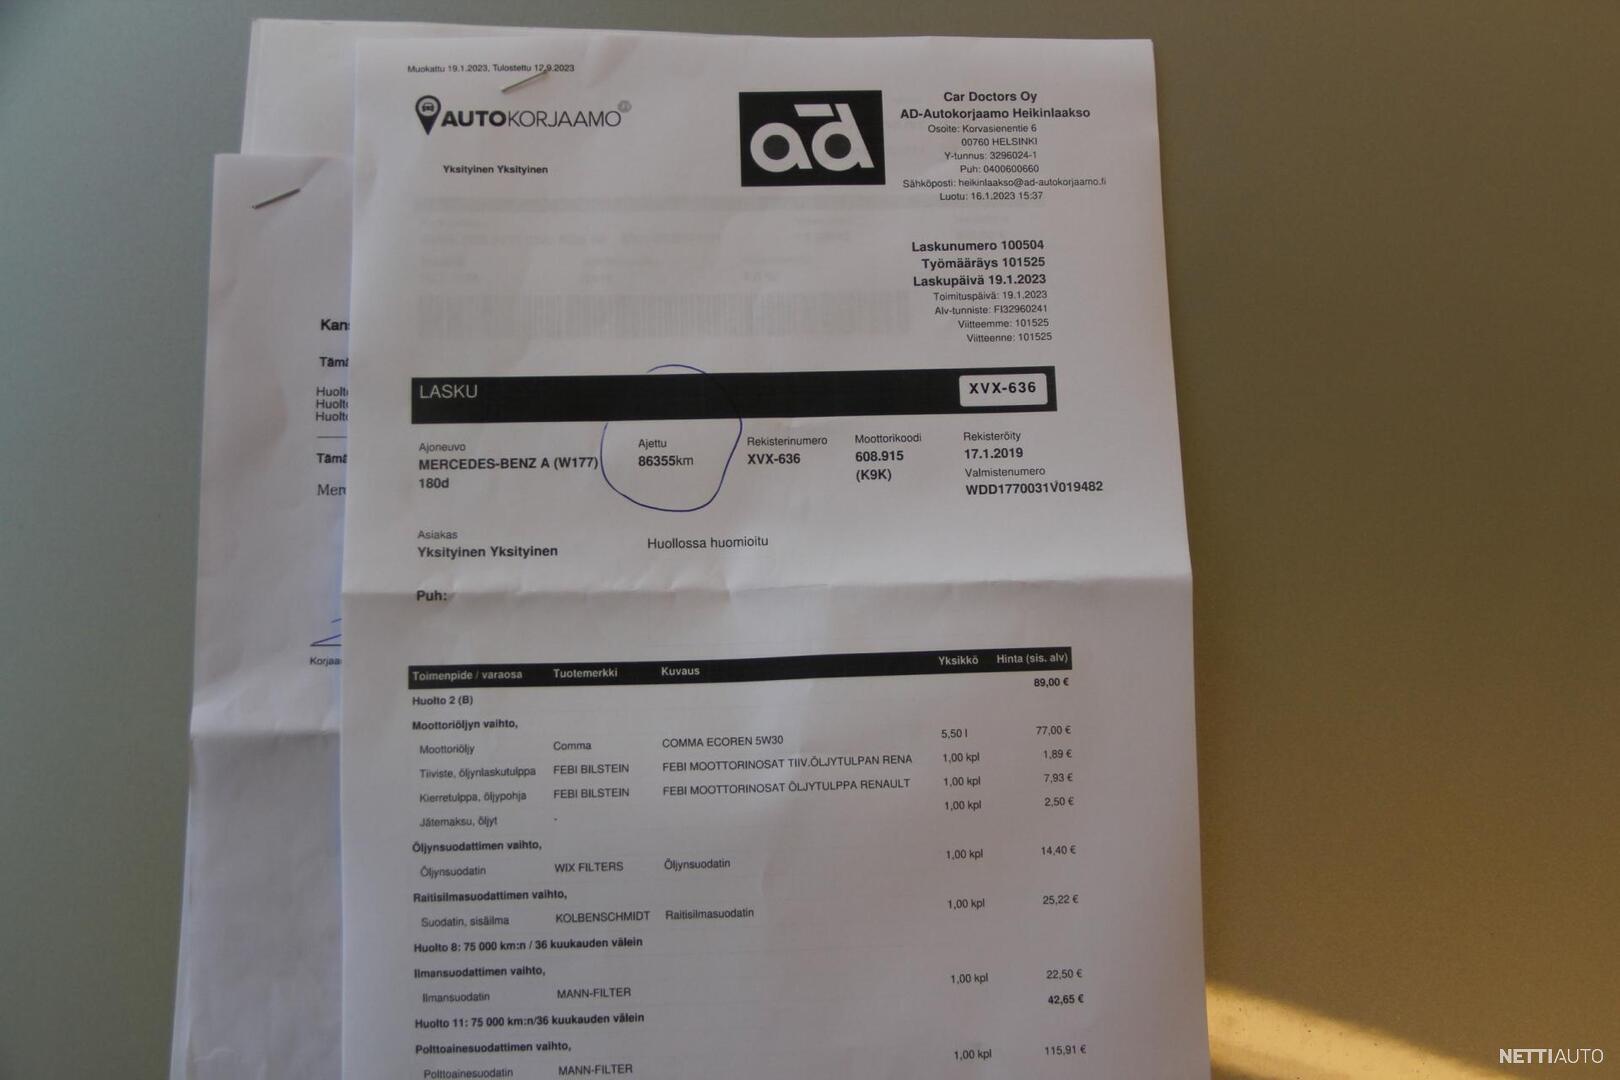 Muokattu 19.1.2023, Tulostettu 12.9.2023
AUTOKORJAAMO
Yksityinen Yksityinen
ad
Car Doctors Oy
AD-Autokorjaamo Heikinlaakso
Osoite: Korvasienentie 6
00760 HELSINKI
Y-tunnus: 3296024-1
Puh: 0400600660
Sähköposti: heikinlaakso@ad-autokorjaamo.fi
Luotu: 16.1.2023 15:37
Laskunumero 100504
Työmääräys 101525
Laskupäivä 19.1.2023
Toimituspäivä: 19.1.2023
Alv-tunniste: FI32960241
Viitteemme: 101525
Viitteenne: 101525
LASKU XVX-636
Ajoneuvo Ajettu Rekisterinumero Moottorikoodi Rekisteröity
MERCEDES-BENZ A (W177) 86355km XVX-636 608.915 17.1.2019
180d (K9K) Valmistenumero
WDD1770031V019482
Asiakas
Yksityinen Yksityinen Huollossa huomioitu
Puh:
Toimenpide / varaosa Tuotemerkki Kuvaus Yksikkö Hinta (sis. alv)
Huolto 2 (B) 89,00 €
Moottoriöljyn vaihto,
Moottoriöljy Comma COMMA ECOREN 5W30 5,50 l 77,00 €
Tiiviste, öljynlaskutulppa FEBI BILSTEIN FEBI MOOTTORINOSAT TIIV.ÖLJYTULPAN RENA 1,00 kpl 1,89 €
Kierretulppa, öljypohja FEBI BILSTEIN FEBI MOOTTORINOSAT ÖLJYTULPPA RENAULT 1,00 kpl 7,93 €
Jätemaksu, öljyt - 1,00 kpl 2,50 €
Öljynsuodattimen vaihto,
Öljynsuodatin WIX FILTERS Öljynsuodatin 1,00 kpl 14,40 €
Raitisilmasuodattimen vaihto,
Suodatin, sisäilma KOLBENSCHMIDT Raitisilmasuodatin 1,00 kpl 25,22 €
Huolto 8: 75 000 km:n / 36 kuukauden välein
Ilmansuodattimen vaihto,
Ilmansuodatin MANN-FILTER 1,00 kpl 22,50 €
Huolto 11: 75 000 km:n/36 kuukauden välein 42,65 €
Polttoainesuodattimen vaihto,
Polttoainesuodatin MANN-FILTER 1,00 kpl 115,91 €
Kans
Tämä
Huolto
Huolto
Huolto
Tämä
Mer
Korjaa
NETTIAUTO